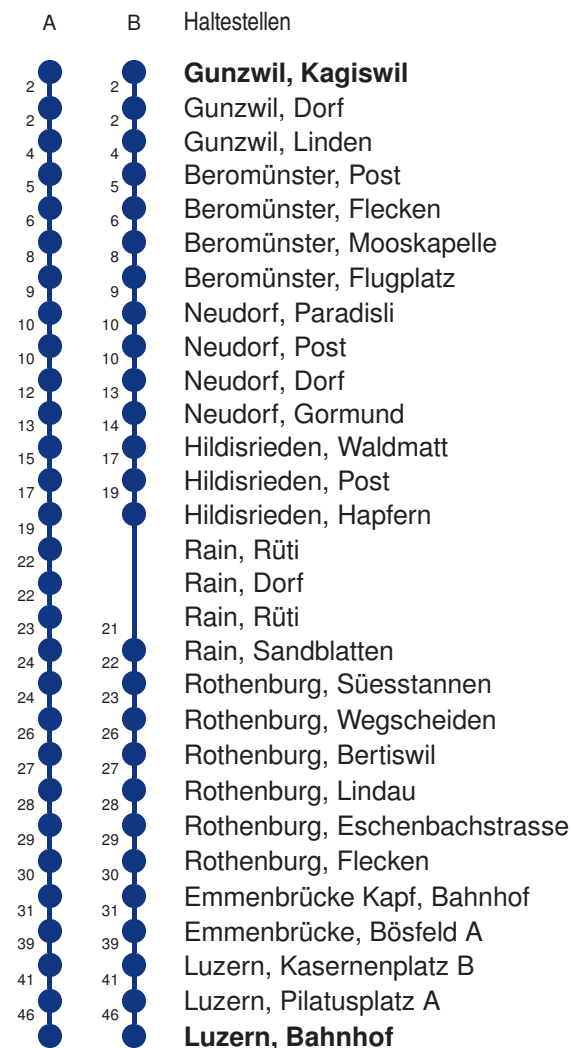 A B Haltestellen
Gunzwil, Kagiswil
2 2
Gunzwil, Dorf
2 2
Gunzwil, Linden
4 4
Beromünster, Post
5 5
Beromünster, Flecken
6 6
Beromünster, Mooskapelle
8 8
Beromünster, Flugplatz
9 9
Neudorf, Paradisli
10 10
Neudorf, Post
10 10
Neudorf, Dorf
12 13
Neudorf, Gormund
13 14
Hildisrieden, Waldmatt
15 17
Hildisrieden, Post
17 19
Hildisrieden, Hapfern
19
Rain, Rüti
22
Rain, Dorf
22
Rain, Rüti
23 21
Rain, Sandblatten
24 22
Rothenburg, Süesstannen
24 23
Rothenburg, Wegscheiden
26 26
Rothenburg, Bertiswil
27 27
Rothenburg, Lindau
28 28
Rothenburg, Eschenbachstrasse
29 29
Rothenburg, Flecken
30 30
Emmenbrücke Kapf, Bahnhof
31 31
Emmenbrücke, Bösfeld A
39 39
Luzern, Kasernenplatz B
41 41
Luzern, Pilatusplatz A
46 46
Luzern, Bahnhof